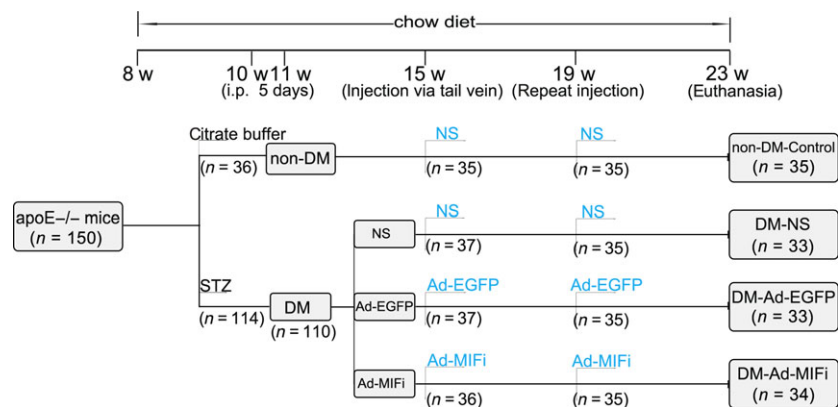 chow diet
8 w 10 w 11 w 15 w 19 w 23 w
(i.p. 5 days) (Injection via tail vein) (Repeat injection) (Euthanasia)
Citrate buffer NS NS
non-DM non-DM-Control
(n = 36) (n = 35) (n = 35) (n = 35)
apoE–/– mice
(n = 150)
NS NS NS DM-NS
(n = 37) (n = 35) (n = 33)
STZ Ad-EGFP Ad-EGFP
DM Ad-EGFP DM-Ad-EGFP
(n = 114) (n = 110) (n = 37) (n = 35) (n = 33)
Ad-MIFi Ad-MIFi
Ad-MIFi DM-Ad-MIFi
(n = 36) (n = 35) (n = 34)